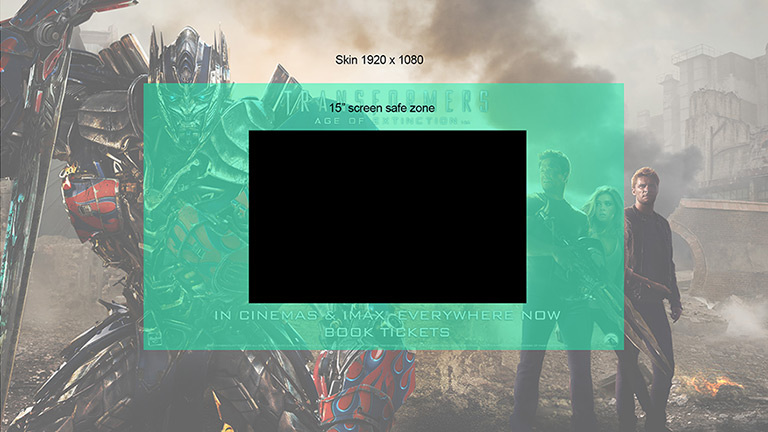 Skin 1920 x 1080
TRANSFORMERS
15" screen safe zone
AGE OF EXTINCTION
IN CINEMAS & IMAX EVERYWHERE NOW
BOOK TICKETS